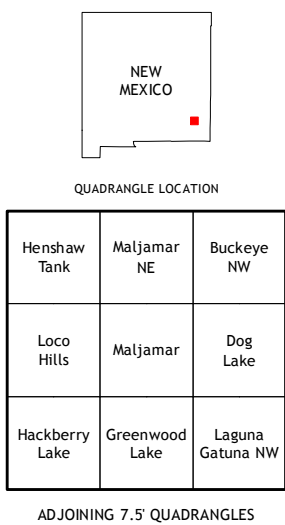 NEW
MEXICO
QUADRANGLE LOCATION
Henshaw
Tank
Maljamar
NE
Buckeye
NW
Loco
Hills
Maljamar
Dog
Lake
Hackberry
Lake
Greenwood
Lake
Laguna
Gatuna NW
ADJOINING 7.5' QUADRANGLES